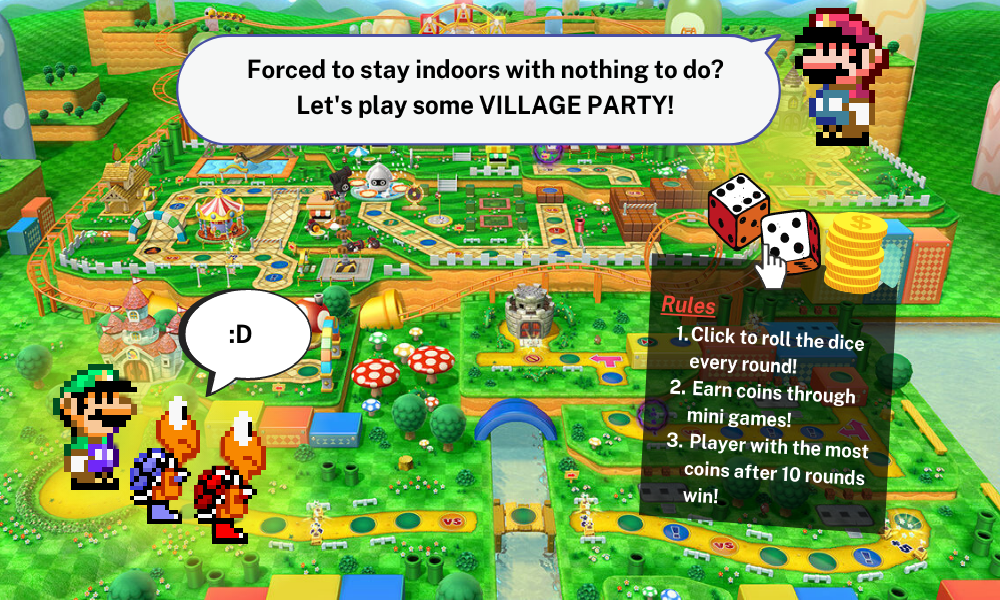 Forced to stay indoors with nothing to do?
Let's play some VILLAGE PARTY!
$
:D
Rules
1. Click to roll the dice
every round!
2. Earn coins through
mini games!
3. Player with the most
coins after 10 rounds
win!
VS
VS